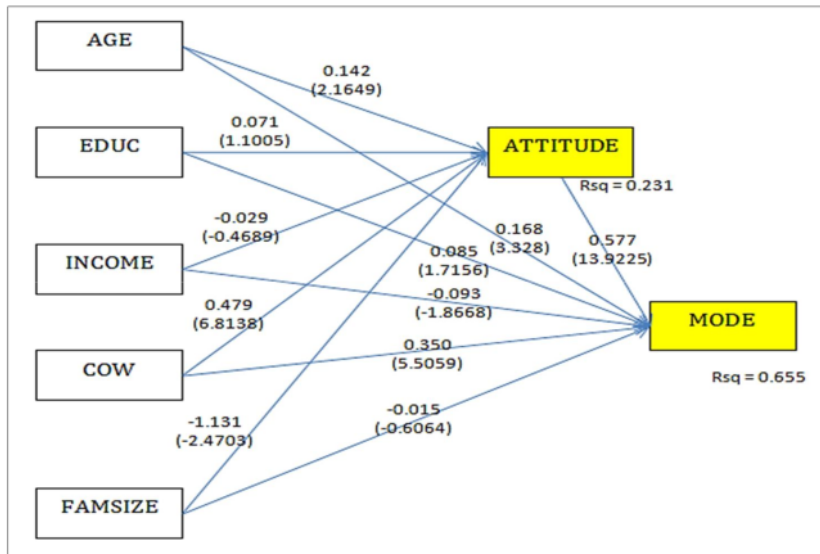 AGE
0.142
(2.1649)
0.071
(1.1005)
EDUC
ATTITUDE
Rsq = 0.231
-0.029
(-0.4689)
0.168
(3.328)
0.577
(13.9225)
INCOME
0.085
(1.7156)
-0.093
(-1.8668)
0.479
(6.8138)
MODE
COW
0.350
(5.5059)
Rsq = 0.655
-1.131
(-2.4703)
-0.015
(-0.6064)
FAMSIZE